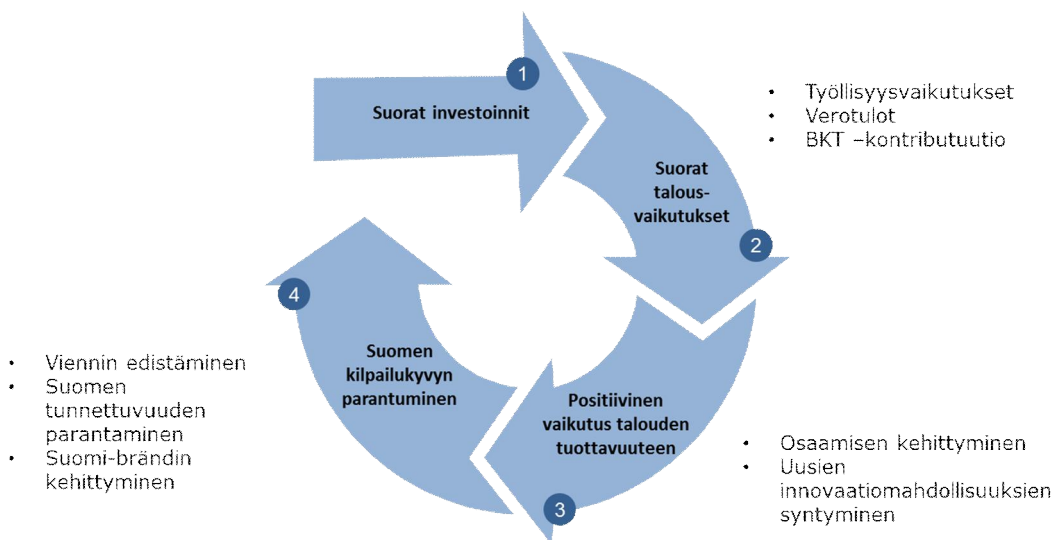 1
Suorat investoinnit
Suorat
talous-
vaikutukset
2
• Työllisyysvaikutukset
• Verotulot
• BKT –kontributuutio
Positiivinen
vaikutus talouden
tuottavuuteen
3
• Osaamisen kehittyminen
• Uusien
innovaatiomahdollisuuksien
syntyminen
4
Suomen
kilpailukyvyn
parantuminen
• Viennin edistäminen
• Suomen
tunnettuvuuden
parantaminen
• Suomi-brändin
kehittyminen